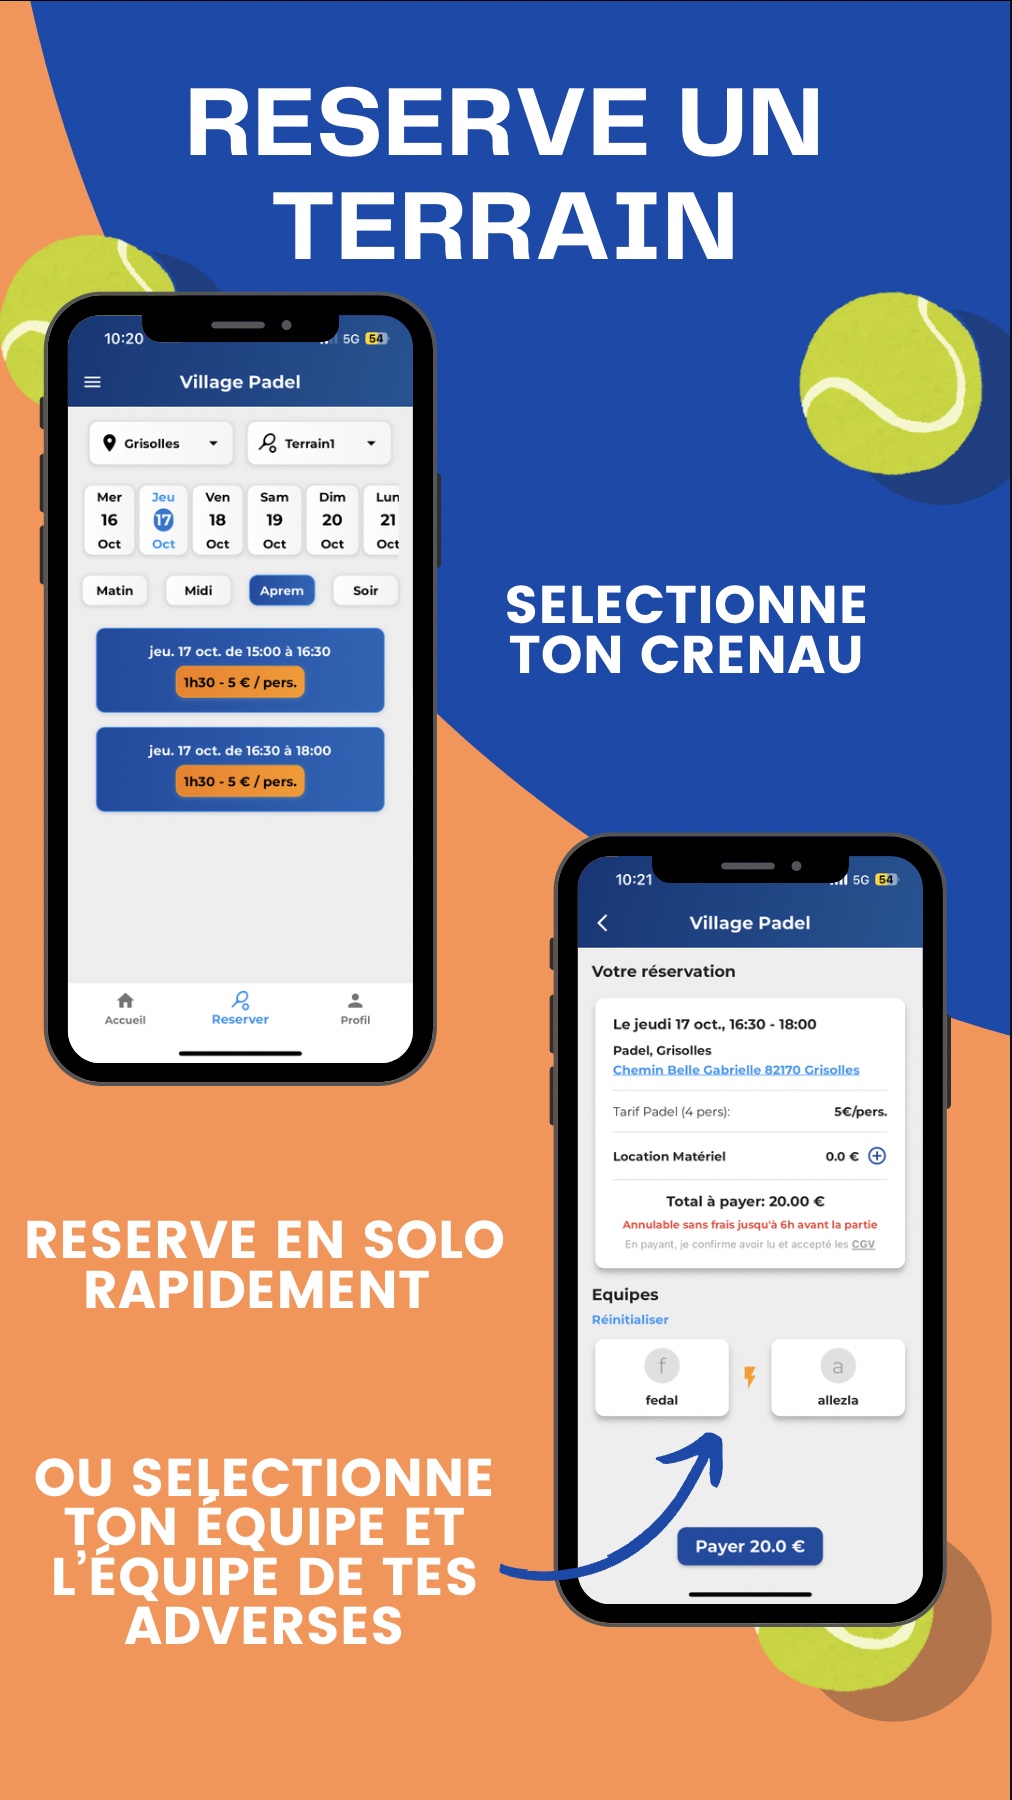 RESERVE UN
TERRAIN
10:20
5G 54
Village Padel
Grisolles
Terrain1
Mer Jeu Ven Sam Dim Lun
16 17 18 19 20 21
Oct Oct Oct Oct Oct Oct
Matin Midi Aprem Soir
jeu. 17 oct. de 15:00 à 16:30
1h30 - 5 € / pers.
jeu. 17 oct. de 16:30 à 18:00
1h30 - 5 € / pers.
Accueil Reserver Profil
SELECTIONNE
TON CRENAU
10:21
5G 54
Village Padel
Votre réservation
Le jeudi 17 oct., 16:30 - 18:00
Padel, Grisolles
Chemin Belle Gabrielle 82170 Grisolles
Tarif Padel (4 pers): 5€/pers.
Location Matériel 0.0 €
Total à payer: 20.00 €
Annulable sans frais jusqu'à 6h avant la partie
En payant, je confirme avoir lu et accepté les CGV
Equipes
Réinitialiser
f a
fedal allezla
Payer 20.0 €
RESERVE EN SOLO
RAPIDEMENT
OU SELECTIONNE
TON ÉQUIPE ET
L'ÉQUIPE DE TES
ADVERSES